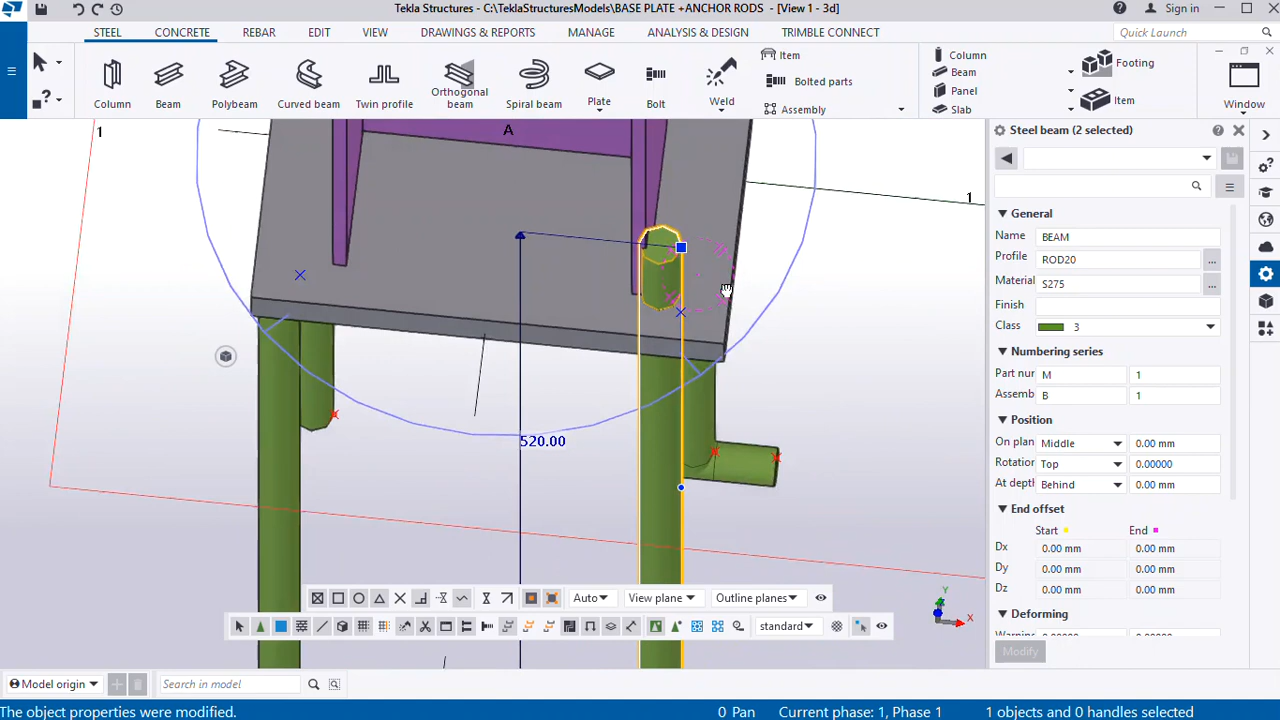 Tekla Structures - C:\TeklaStructuresModels\BASE PLATE +ANCHOR RODS - [View 1 - 3d]
Sign in
STEEL CONCRETE REBAR EDIT VIEW DRAWINGS & REPORTS MANAGE ANALYSIS & DESIGN TRIMBLE CONNECT Quick Launch
Column Beam Polybeam Curved beam Twin profile Orthogonal beam Spiral beam Plate Bolt Weld
Item
Bolted parts
Assembly
Column
Beam
Panel
Slab
Footing
Item
Window
1
A
1
520.00
Steel beam (2 selected)
General
Name BEAM
Profile ROD20 ...
Material S275 ...
Finish
Class 3
Numbering series
Part nur M 1
Assemb B 1
Position
On plan Middle 0.00 mm
Rotatior Top 0.00000
At depth Behind 0.00 mm
End offset
Start End
Dx 0.00 mm 0.00 mm
Dy 0.00 mm 0.00 mm
Dz 0.00 mm 0.00 mm
Deforming
Modify
Y
X
Auto View plane Outline planes
standard
Model origin Search in model
The object properties were modified. 0 Pan Current phase: 1, Phase 1 1 objects and 0 handles selected